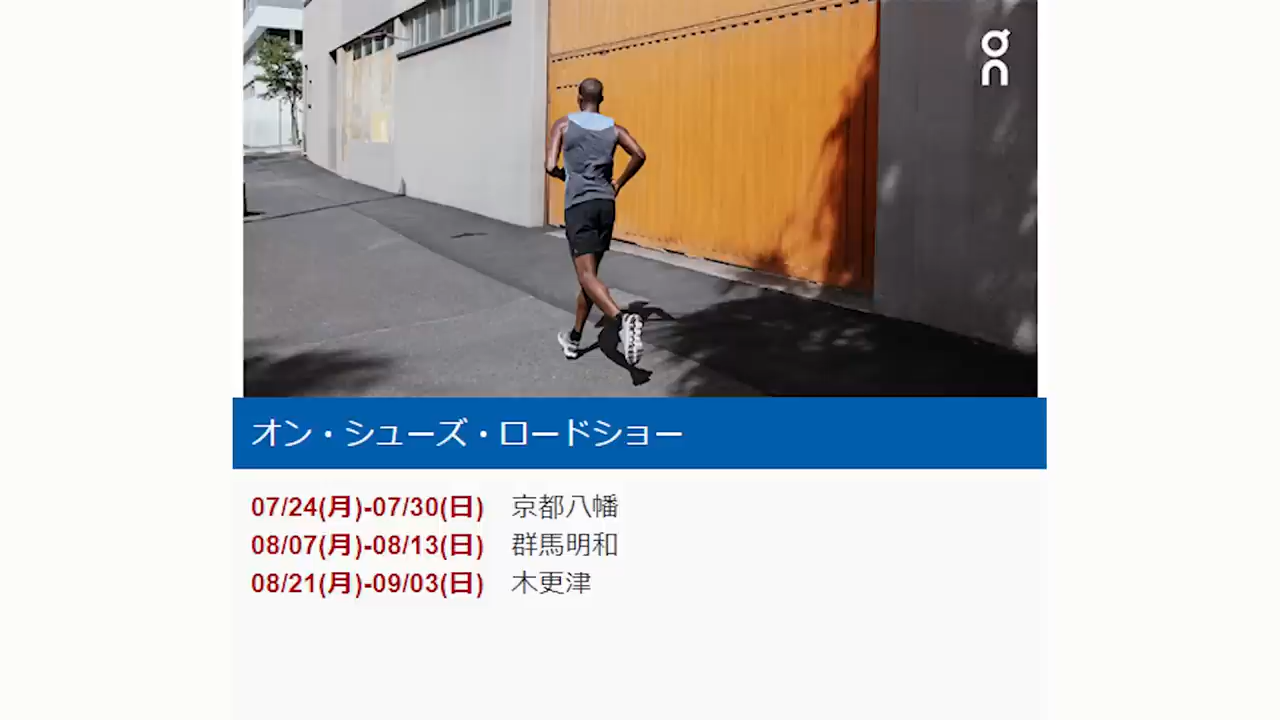 on
オン・シューズ・ロードショー
07/24(月)-07/30(日) 京都八幡
08/07(月)-08/13(日) 群馬明和
08/21(月)-09/03(日) 木更津